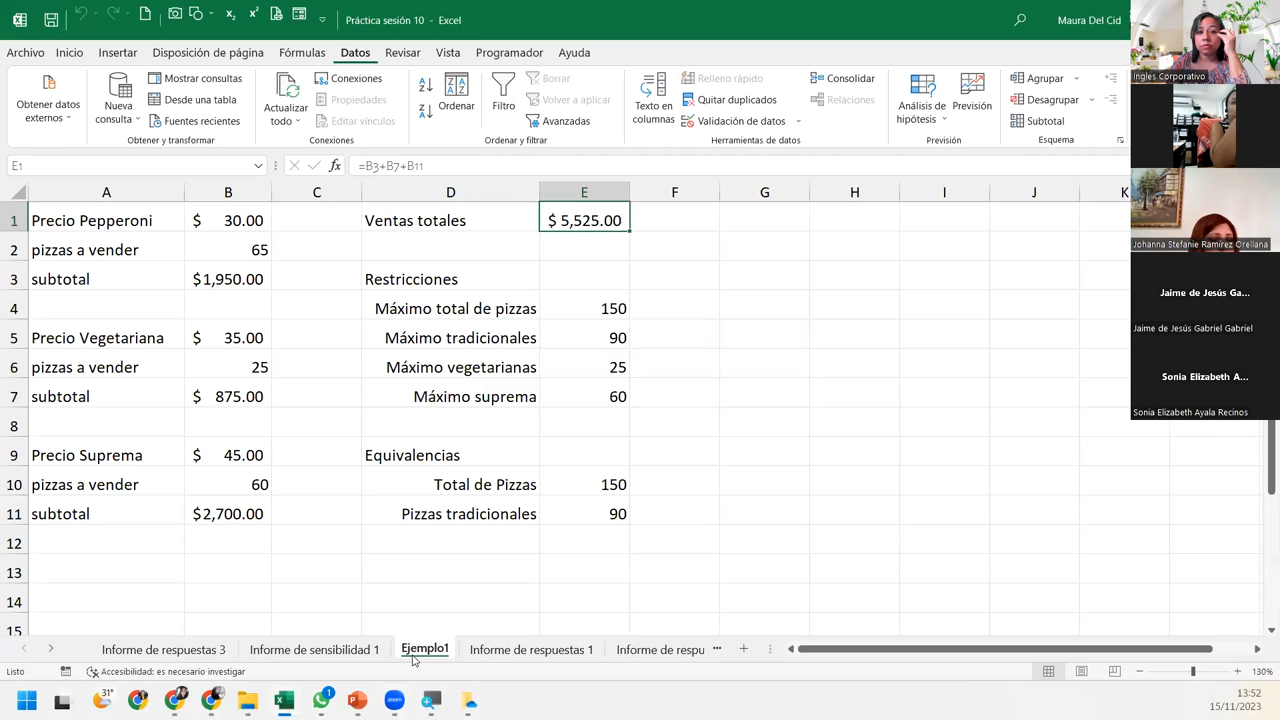 Práctica sesión 10 - Excel
Maura Del Cid
Archivo Inicio Insertar Disposición de página Fórmulas Datos Revisar Vista Programador Ayuda
Obtener datos externos
Nueva consulta
Mostrar consultas
Desde una tabla
Fuentes recientes
Obtener y transformar
Actualizar todo
Conexiones
Propiedades
Editar vínculos
Conexiones
Ordenar
Filtro
Borrar
Volver a aplicar
Avanzadas
Ordenar y filtrar
Texto en columnas
Relleno rápido
Quitar duplicados
Validación de datos
Consolidar
Relaciones
Herramientas de datos
Análisis de hipótesis
Previsión
Previsión
Agrupar
Desagrupar
Subtotal
Esquema
E1 fx =B3+B7+B11
A B C D E F G H I J K
1 Precio Pepperoni $ 30.00 Ventas totales $ 5,525.00
2 pizzas a vender 65
3 subtotal $1,950.00 Restricciones
4 Máximo total de pizzas 150
5 Precio Vegetariana $ 35.00 Máximo tradicionales 90
6 pizzas a vender 25 Máximo vegetarianas 25
7 subtotal $ 875.00 Máximo suprema 60
8
9 Precio Suprema $ 45.00 Equivalencias
10 pizzas a vender 60 Total de Pizzas 150
11 subtotal $2,700.00 Pizzas tradicionales 90
12
13
14
15
Informe de respuestas 3 Informe de sensibilidad 1 Ejemplo1 Informe de respuestas 1 Informe de respu ...
Listo Accesibilidad: es necesario investigar 130%
31° 1 zoom
13:52
15/11/2023
Ingles Corporativo
Johanna Stefanie Ramírez Orellana
Jaime de Jesús Ga...
Jaime de Jesús Gabriel Gabriel
Sonia Elizabeth A...
Sonia Elizabeth Ayala Recinos